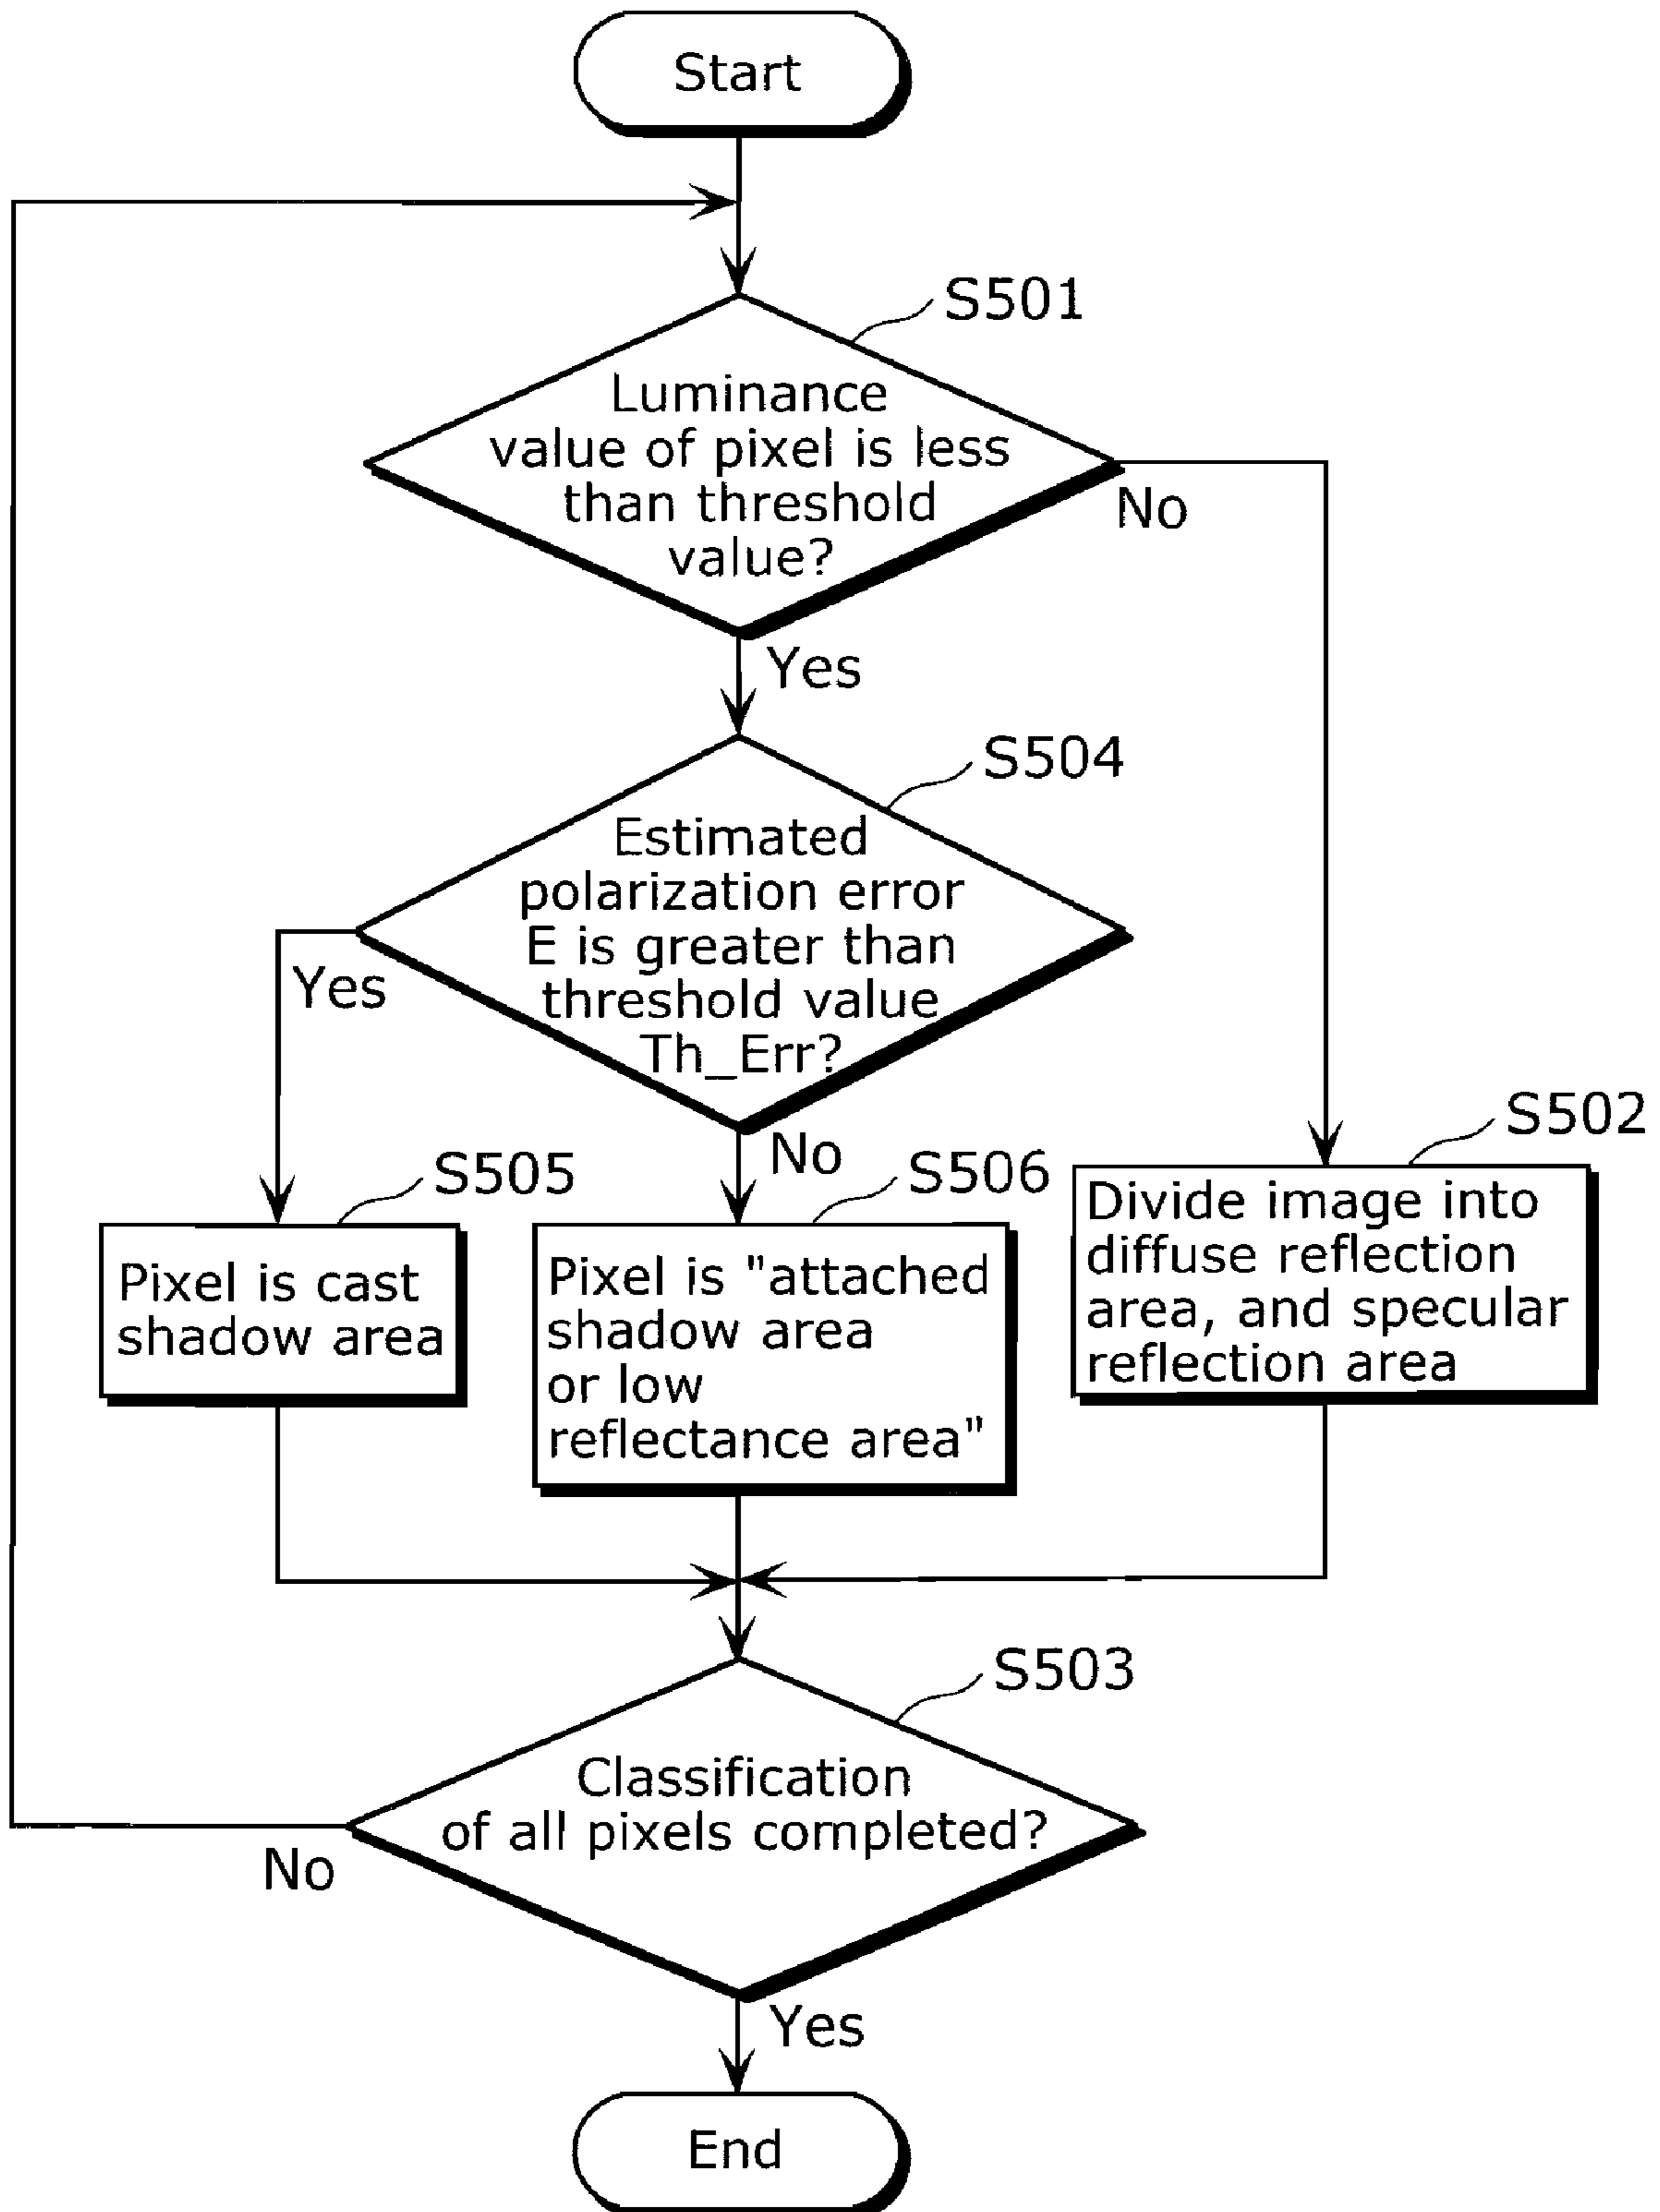 Start
S501
Luminance
value of pixel is less
than threshold
value?
No
Yes
S504
Estimated
polarization error
E is greater than
threshold value
Th_Err?
Yes
No
S502
S505
S506
Divide image into
diffuse reflection
area, and specular
reflection area
Pixel is cast
shadow area
Pixel is "attached
shadow area
or low
reflectance area"
S503
Classification
of all pixels completed?
No
Yes
End